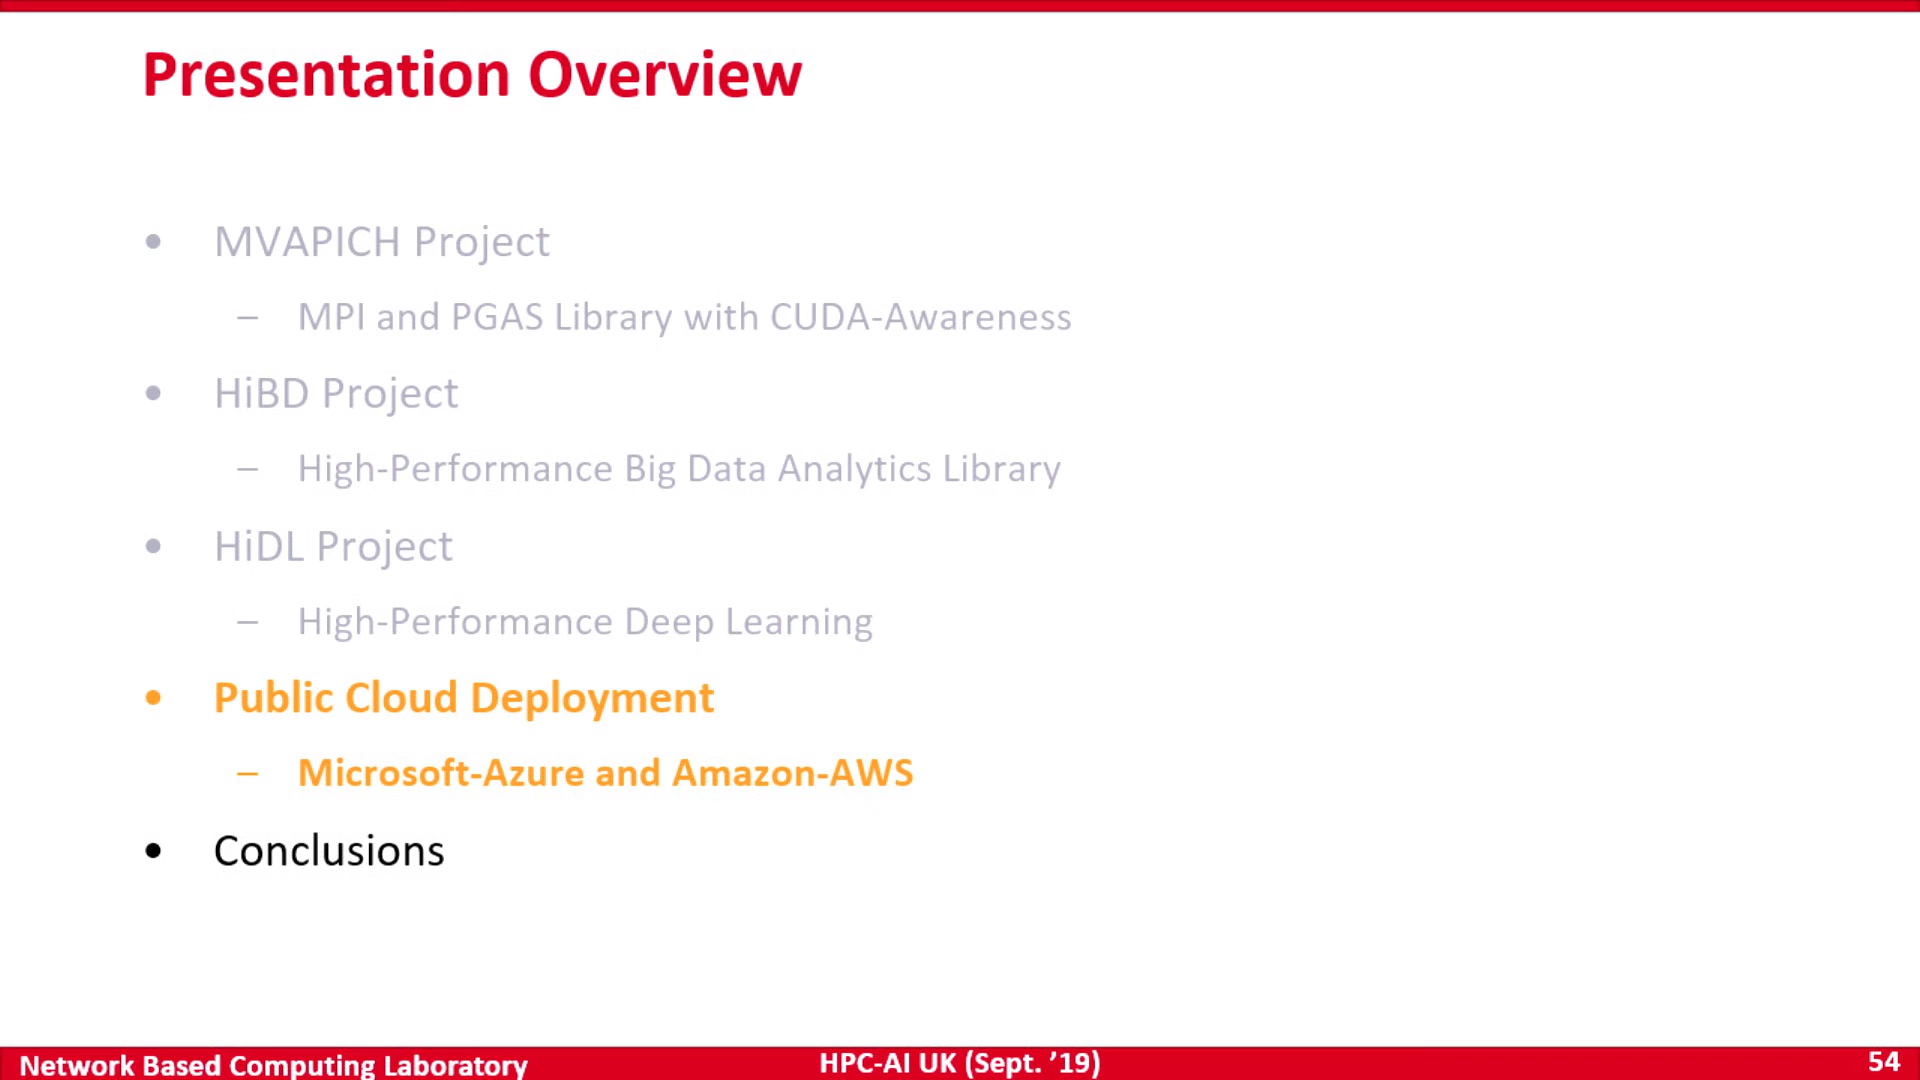 Presentation Overview
• MVAPICH Project
– MPI and PGAS Library with CUDA-Awareness
• HiBD Project
– High-Performance Big Data Analytics Library
• HiDL Project
– High-Performance Deep Learning
• Public Cloud Deployment
– Microsoft-Azure and Amazon-AWS
• Conclusions
Network Based Computing Laboratory
HPC-AI UK (Sept. ’19)
54